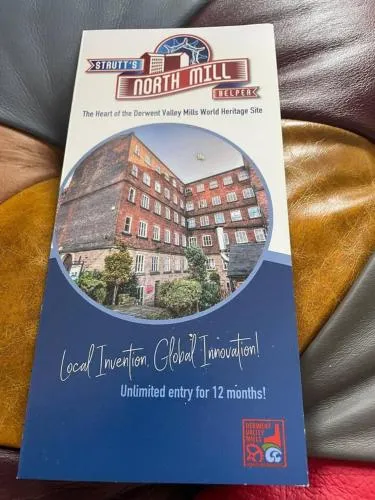 STRUTT'S
NORTH MILL
BELPER
The Heart of the Derwent Valley Mills World Heritage Site
Local Invention, Global Innovation!
Unlimited entry for 12 months!
DERWENT
VALLEY
MILLS